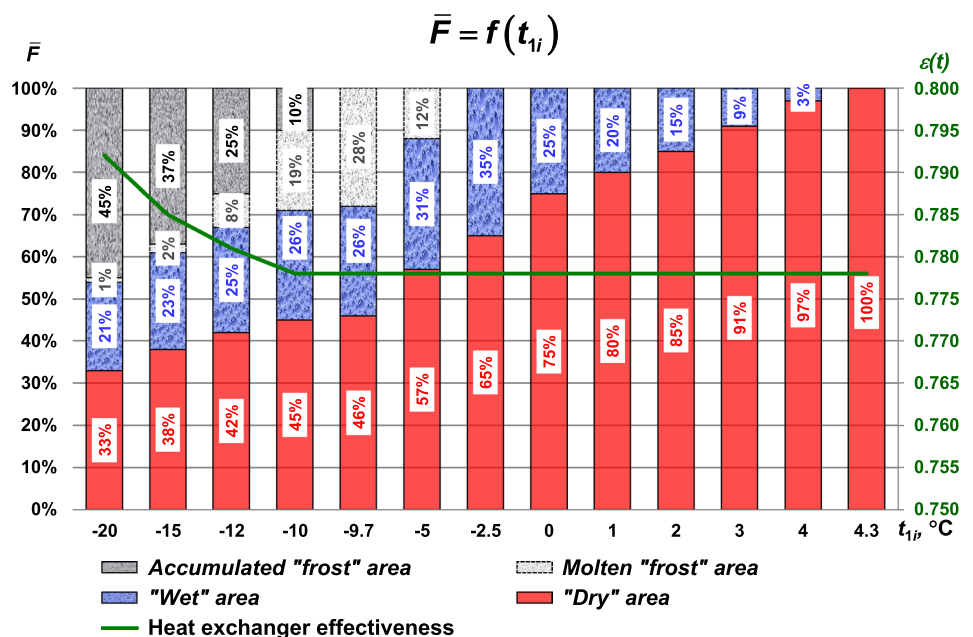 F̅ = f(t₁ᵢ)
F̅ ε(t)
100% 0.800
90% 0.795
80% 0.790
70% 0.785
60% 0.780
50% 0.775
40% 0.770
30% 0.765
20% 0.760
10% 0.755
0% 0.750
45% 37% 25% 10%
1% 2% 8% 19% 28% 12%
21% 23% 25% 26% 26% 31% 35% 25% 20% 15% 9% 3%
33% 38% 42% 45% 46% 57% 65% 75% 80% 85% 91% 97% 100%
-20 -15 -12 -10 -9.7 -5 -2.5 0 1 2 3 4 4.3 t₁ᵢ, °C
Accumulated "frost" area Molten "frost" area
"Wet" area "Dry" area
Heat exchanger effectiveness